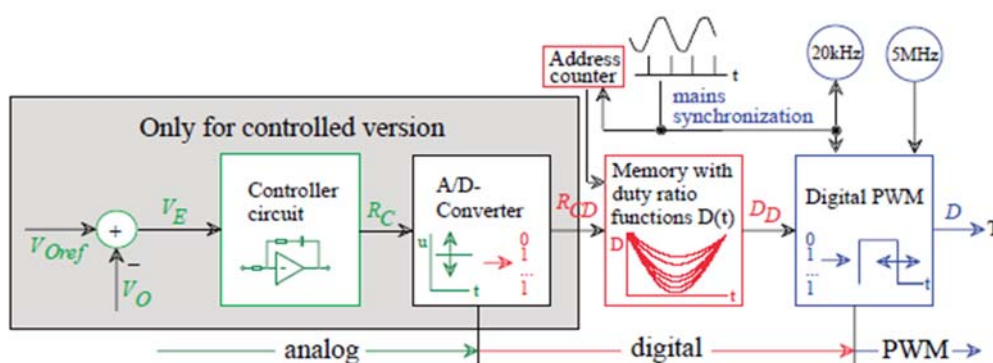 Address
counter
t
mains
synchronization
20kHz
5MHz
Only for controlled version
V_Oref
+
−
V_O
V_E
Controller
circuit
R_C
A/D-
Converter
u
t
0
1
...
1
R_CD
Memory with
duty ratio
functions D(t)
D
t
D_D
Digital PWM
0
1
...
1
t
D
T
analog
digital
PWM